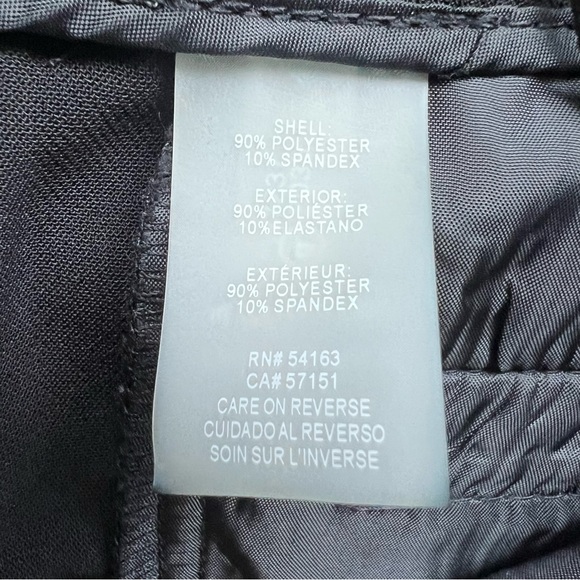 SHELL:
90% POLYESTER
10% SPANDEX
EXTERIOR:
90% POLIÉSTER
10% ELASTANO
EXTÉRIEUR:
90% POLYESTER
10% SPANDEX
RN# 54163
CA# 57151
CARE ON REVERSE
CUIDADO AL REVERSO
SOIN SUR L'INVERSE